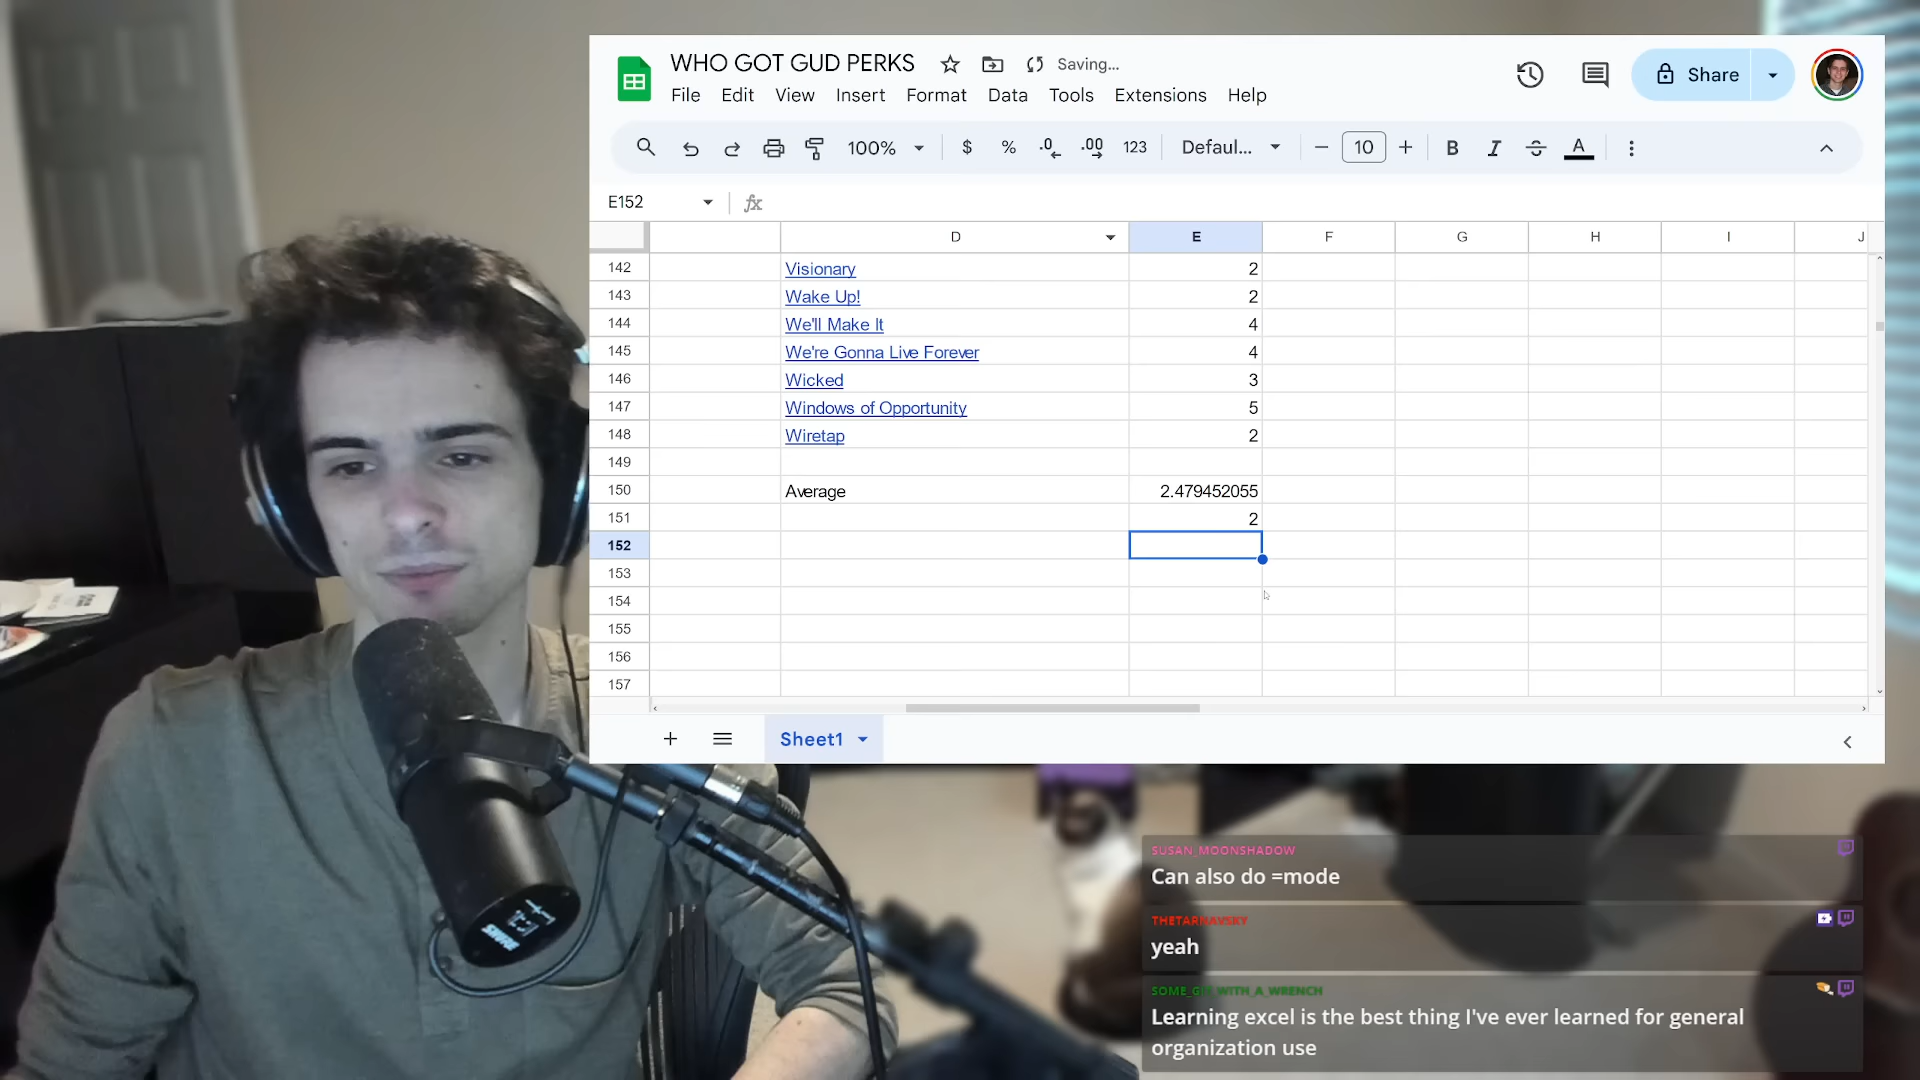 WHO GOT GUD PERKS Saving...
File Edit View Insert Format Data Tools Extensions Help Share
100% $ % .0 .00 123 Defaul... 10 B I S A
E152 fx
D E F G H I J
142 Visionary 2
143 Wake Up! 2
144 We'll Make It 4
145 We're Gonna Live Forever 4
146 Wicked 3
147 Windows of Opportunity 5
148 Wiretap 2
149
150 Average 2.479452055
151 2
152
153
154
155
156
157
Sheet1
SUSAN_MOONSHADOW
Can also do =mode
yeah
Learning excel is the best thing I've ever learned for general
organization use